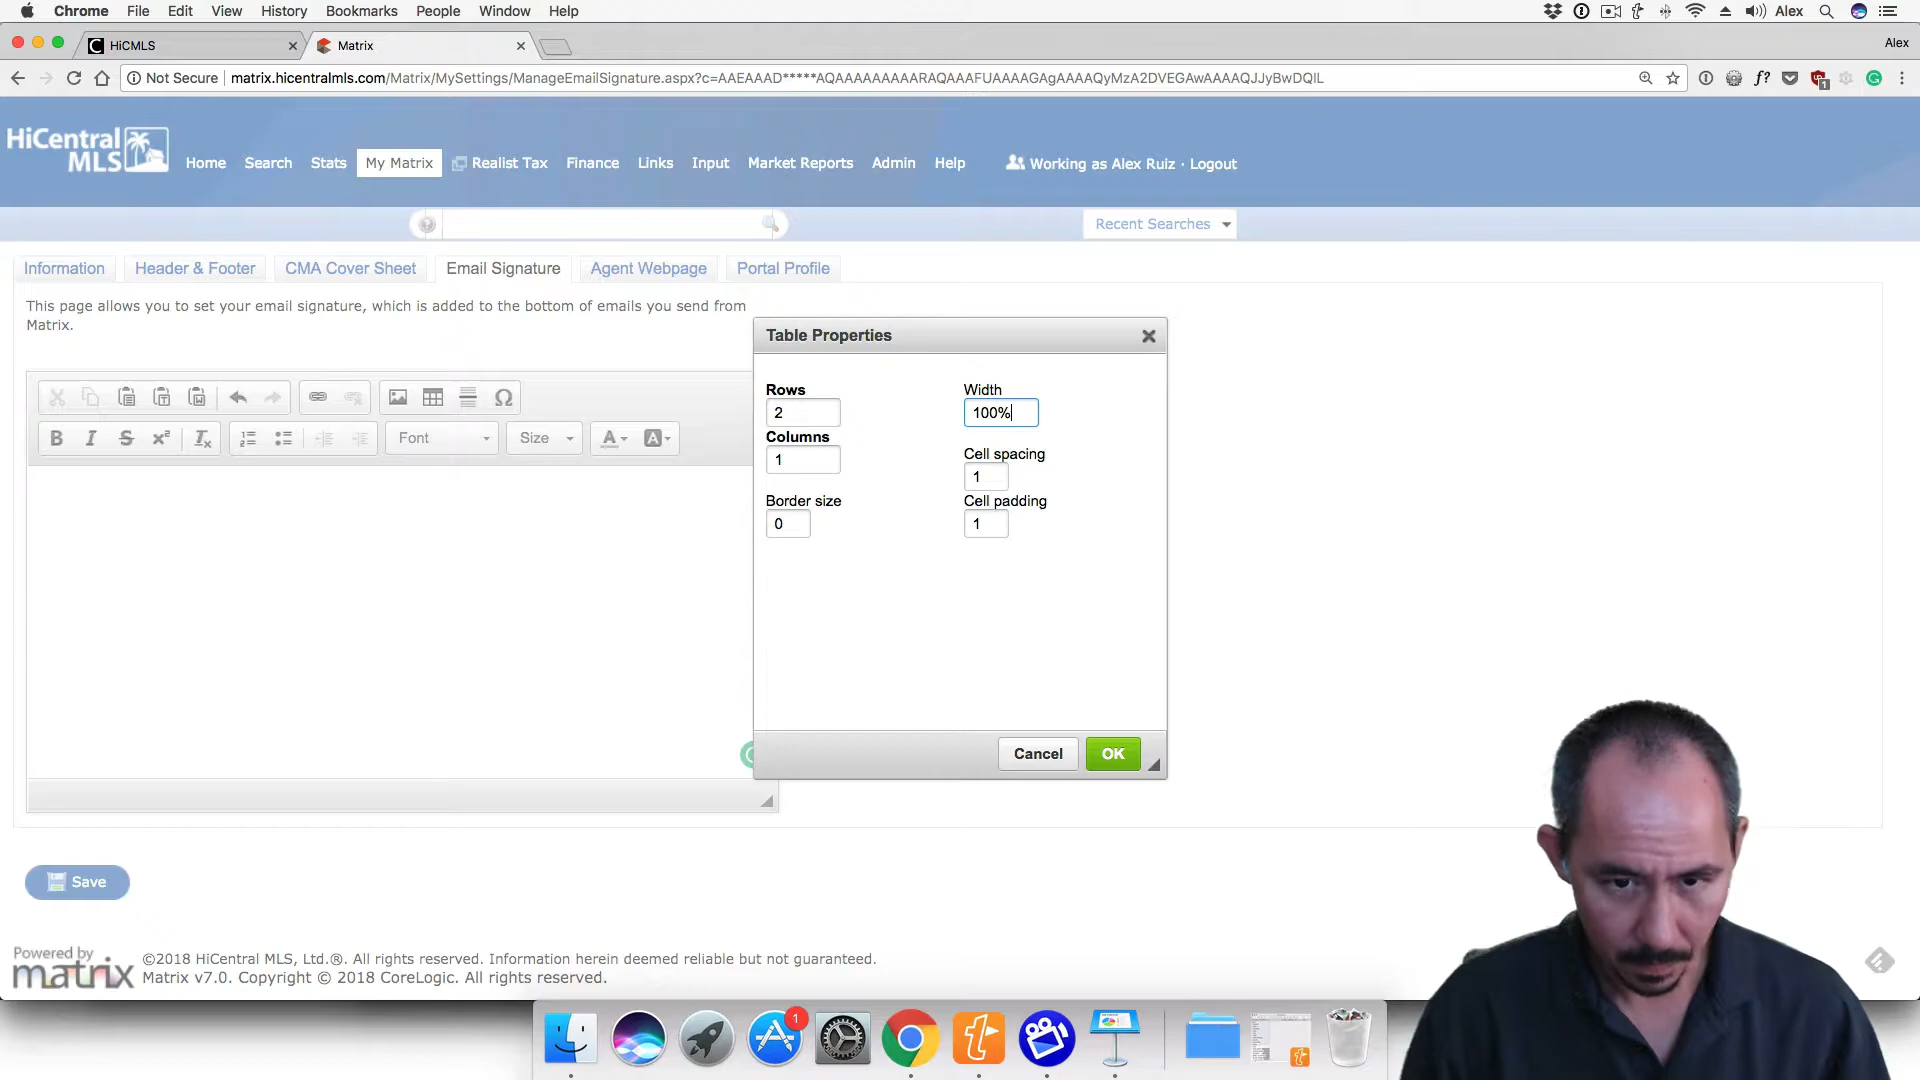 Chrome File Edit View History Bookmarks People Window Help Alex
HiCMLS Matrix Alex
Not Secure matrix.hicentralmls.com/Matrix/MySettings/ManageEmailSignature.aspx?c=AAEAAAD*****AQAAAAAAAAARAQAAAFUAAAAGAgAAAAQyMzA2DVEGAwAAAAQJJyBwDQIL
HiCentral
MLS
Home Search Stats My Matrix Realist Tax Finance Links Input Market Reports Admin Help Working as Alex Ruiz · Logout
Recent Searches
Information Header & Footer CMA Cover Sheet Email Signature Agent Webpage Portal Profile
This page allows you to set your email signature, which is added to the bottom of emails you send from
Matrix.
Table Properties
Rows Width
2 100%
Columns
1
Cell spacing
1
Border size Cell padding
0 1
Font Size
Cancel OK
Save
Powered by
matrix
©2018 HiCentral MLS, Ltd.®. All rights reserved. Information herein deemed reliable but not guaranteed.
Matrix v7.0. Copyright © 2018 CoreLogic. All rights reserved.
1